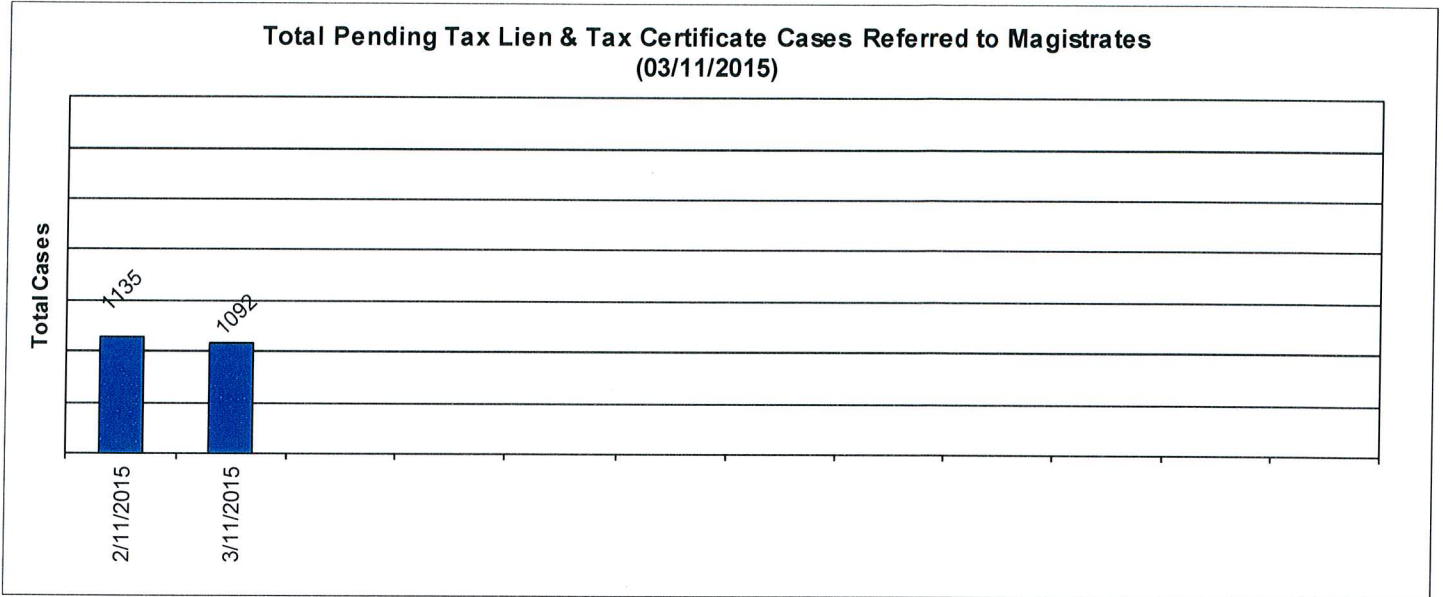 Total Pending Tax Lien & Tax Certificate Cases Referred to Magistrates
(03/11/2015)
Total Cases
1135
1092
2/11/2015
3/11/2015